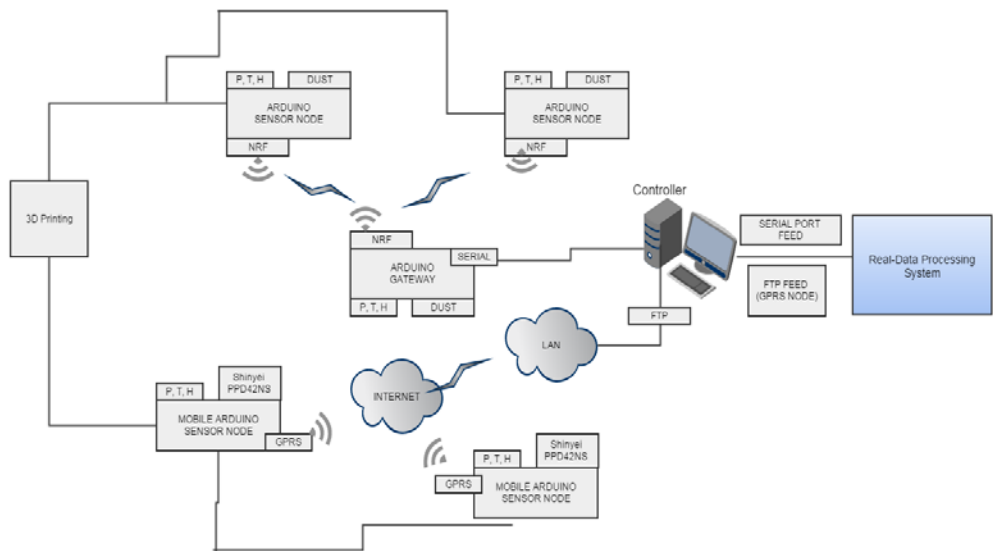 P, T, H
DUST
ARDUINO
SENSOR NODE
NRF
P, T, H
DUST
ARDUINO
SENSOR NODE
NRF
3D Printing
Controller
NRF
SERIAL
ARDUINO
GATEWAY
P, T, H
DUST
SERIAL PORT
FEED
FTP FEED
(GPRS NODE)
Real-Data Processing
System
FTP
LAN
INTERNET
P, T, H
Shinyei
PPD42NS
MOBILE ARDUINO
SENSOR NODE
GPRS
P, T, H
Shinyei
PPD42NS
GPRS
MOBILE ARDUINO
SENSOR NODE